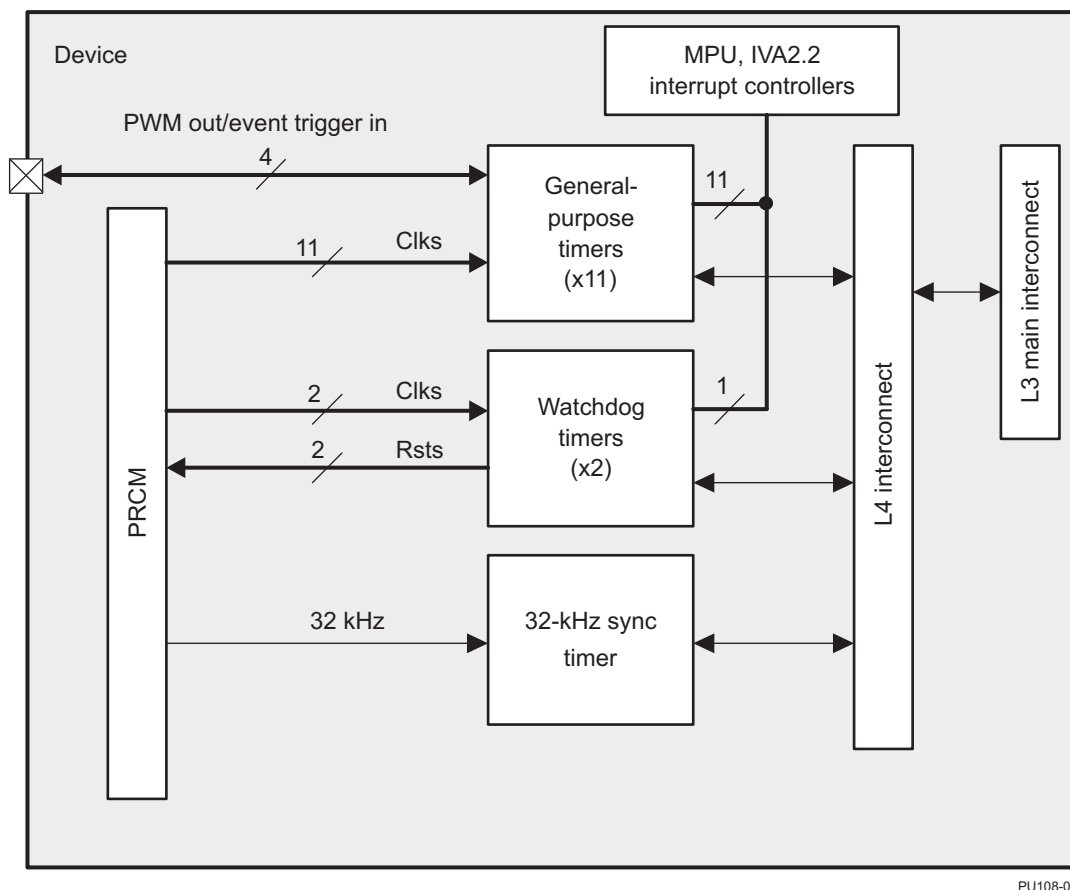 Device
MPU, IVA2.2
interrupt controllers
PWM out/event trigger in
4
General-
purpose
timers
(x11)
11
11
Clks
2
Clks
Watchdog
timers
(x2)
1
2
Rsts
PRCM
L4 interconnect
L3 main interconnect
32 kHz
32-kHz sync
timer